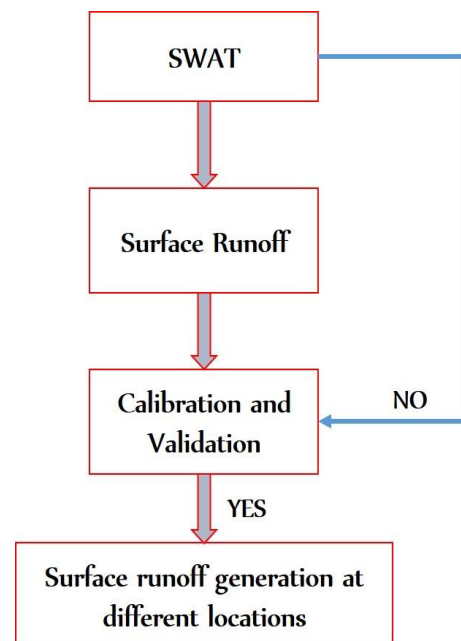 SWAT
Surface Runoff
Calibration and
Validation
NO
YES
Surface runoff generation at
different locations